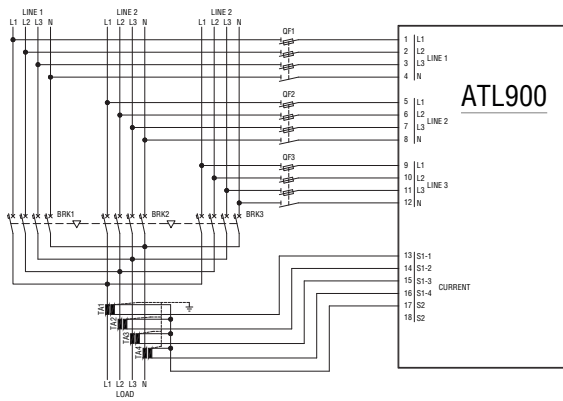 LINE 1 LINE 2 LINE 2
L1 L2 L3 N L1 L2 L3 N L1 L2 L3 N
QF1
1 L1
2 L2
3 L3
4 N
LINE 1
ATL900
QF2
5 L1
6 L2
7 L3
8 N
LINE 2
QF3
9 L1
10 L2
11 L3
12 N
LINE 3
BRK1 BRK2 BRK3
13 S1-1
14 S1-2
15 S1-3
16 S1-4
17 S2
18 S2
CURRENT
TA1
TA2
TA3
TA4
L1 L2 L3 N
LOAD